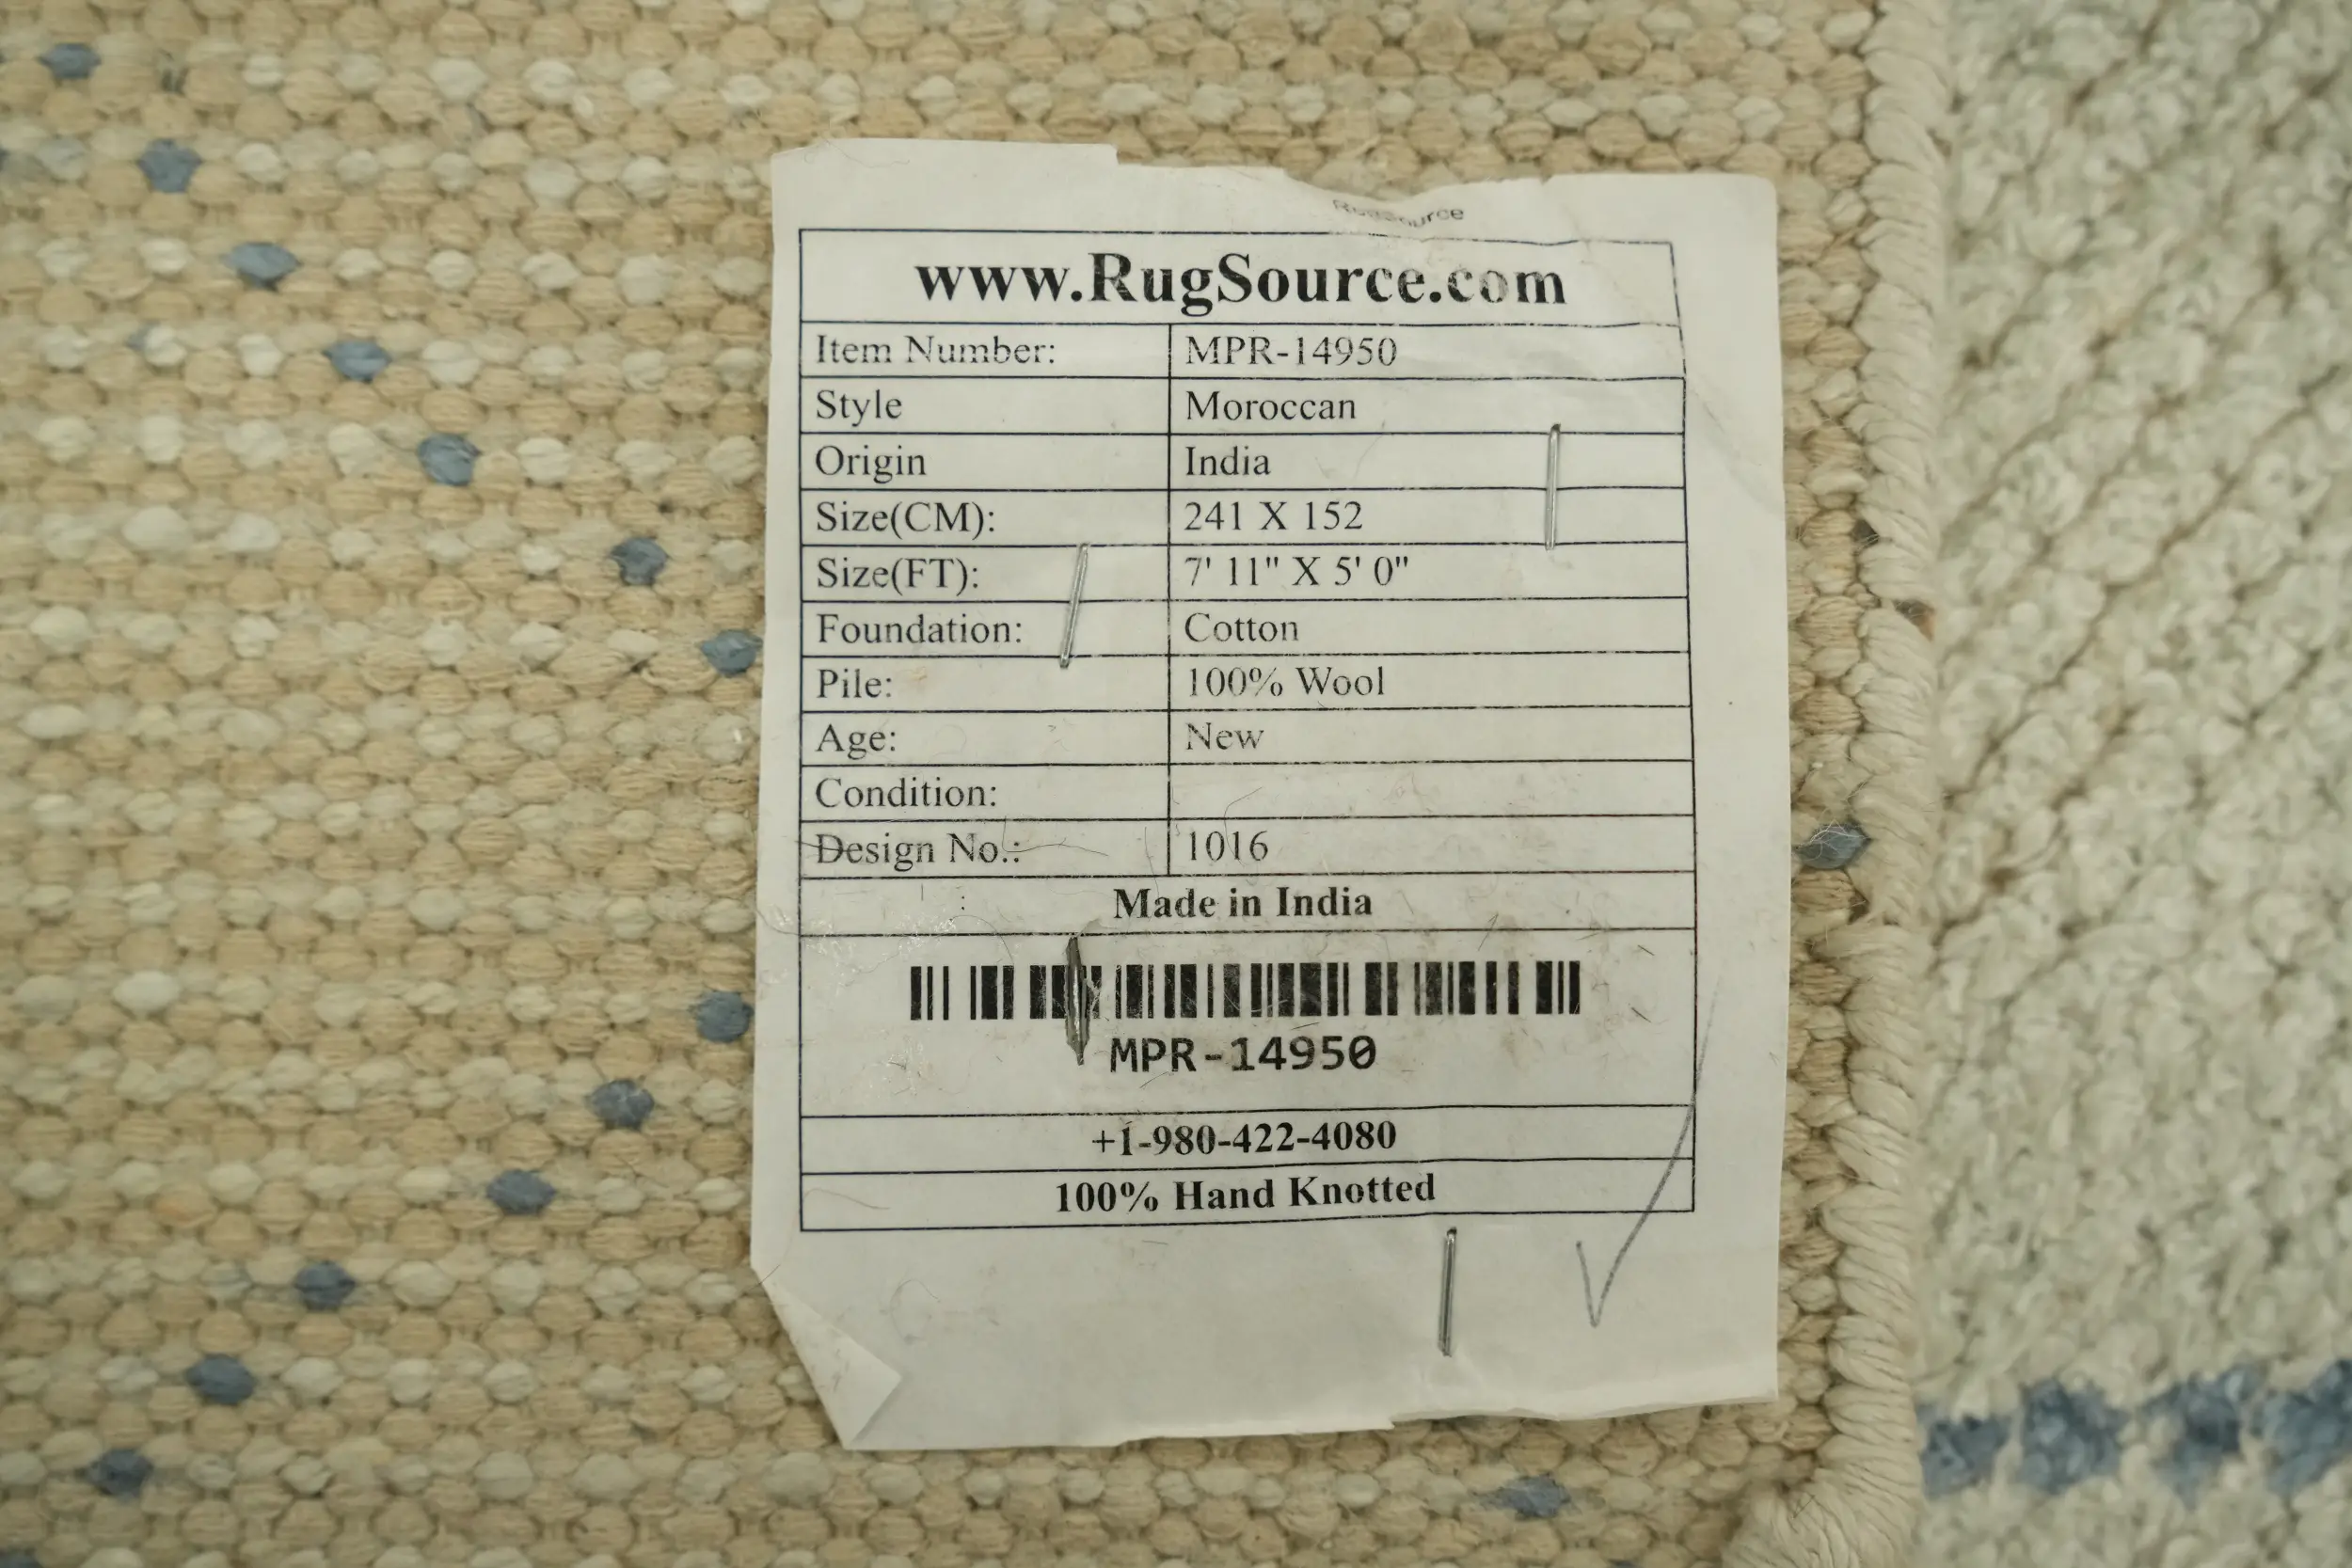 RugSource
www.RugSource.com
Item Number: MPR-14950
Style Moroccan
Origin India
Size(CM): 241 X 152
Size(FT): 7' 11" X 5' 0"
Foundation: Cotton
Pile: 100% Wool
Age: New
Condition:
Design No.: 1016
Made in India
MPR-14950
+1-980-422-4080
100% Hand Knotted